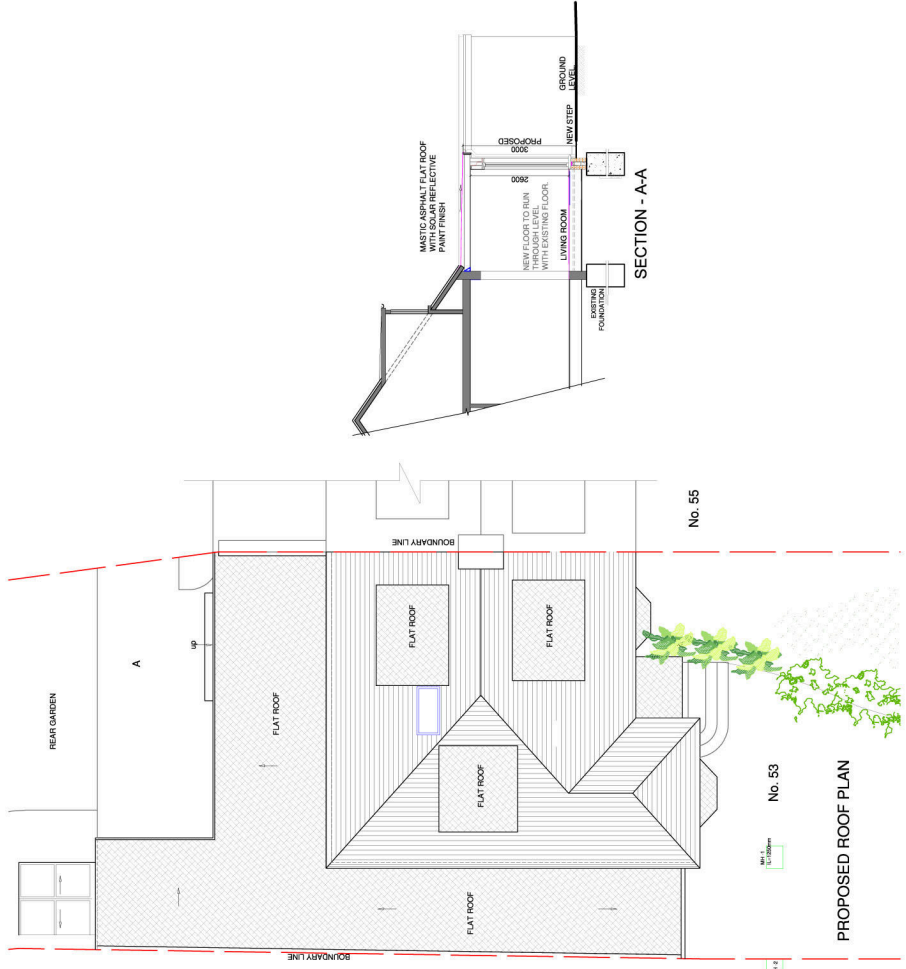 MASTIC ASPHALT FLAT ROOF
WITH SOLAR REFLECTIVE
PAINT FINISH
PROPOSED
3000
2600
NEW FLOOR TO RUN
THROUGH LEVEL
WITH EXISTING FLOOR.
LIVING ROOM
NEW STEP
GROUND
LEVEL
EXISTING
FOUNDATION
SECTION - A-A
REAR GARDEN
A
up
BOUNDARY LINE
No. 55
FLAT ROOF
FLAT ROOF
FLAT ROOF
FLAT ROOF
FLAT ROOF
BOUNDARY LINE
No. 53
MH 1
PROPOSED ROOF PLAN